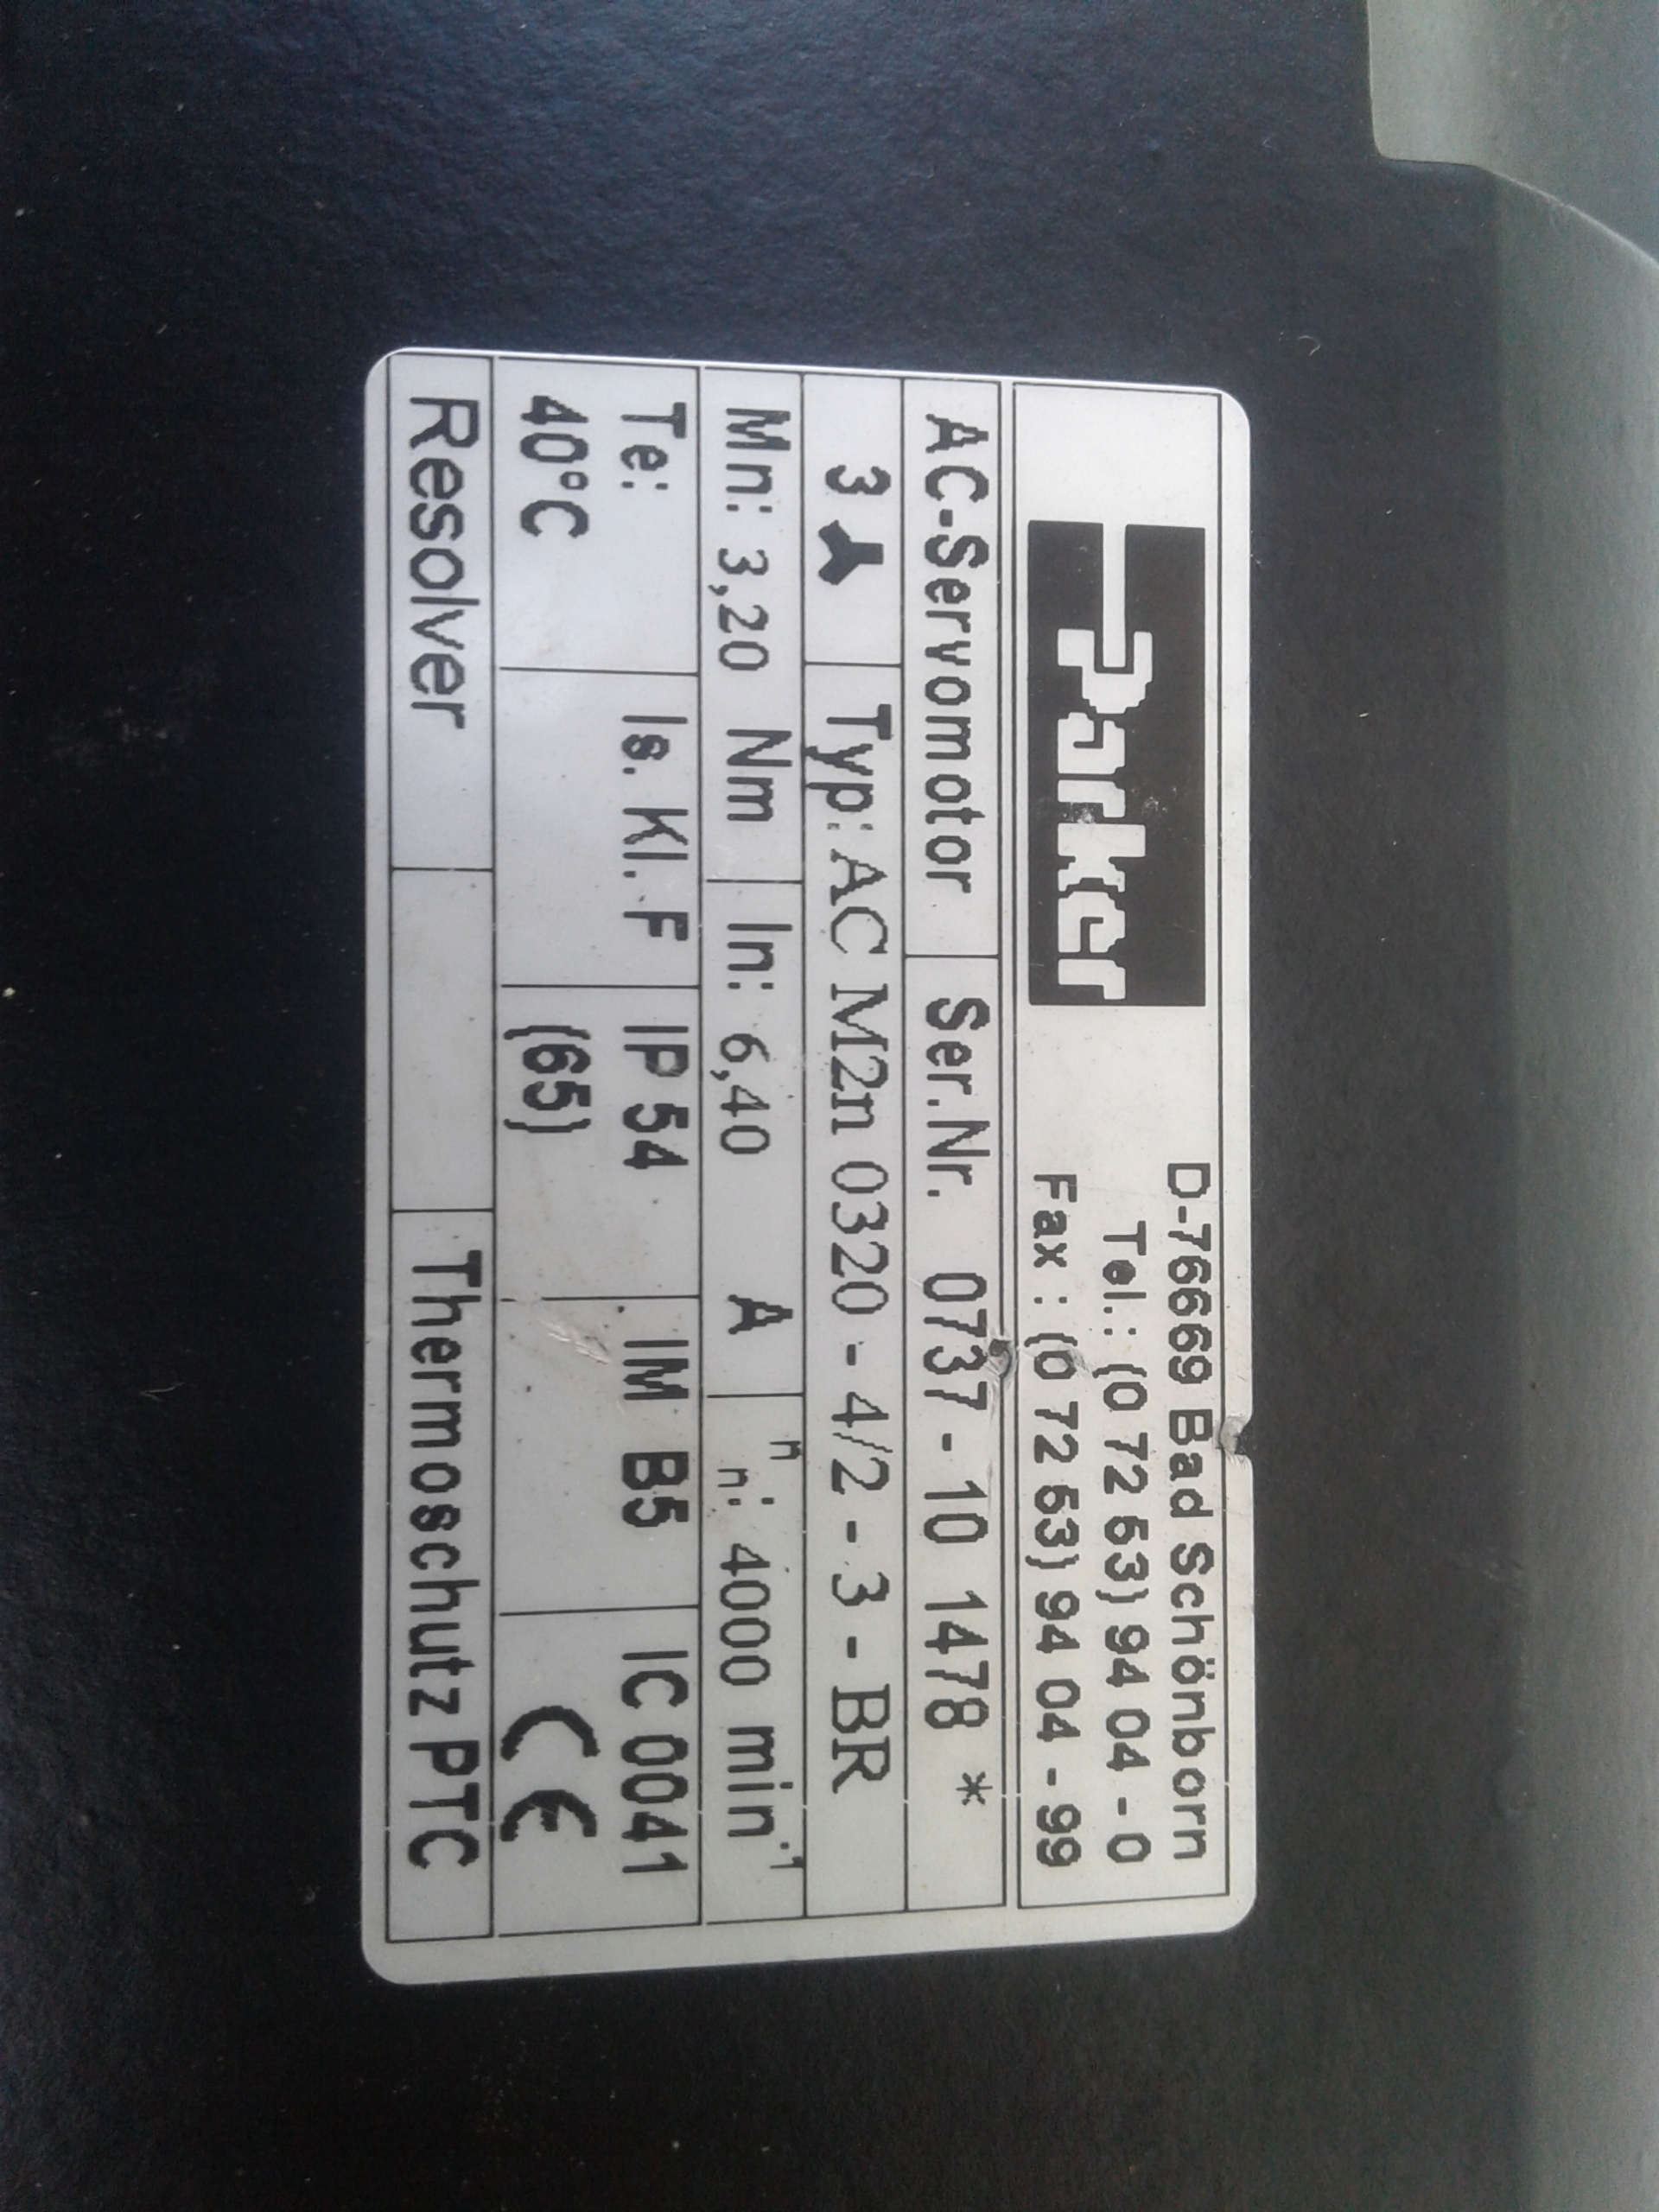 Parker
D-76669 Bad Schönborn
Tel.: (0 72 53) 94 04 - 0
Fax : (0 72 53) 94 04 - 99
AC-Servomotor Ser.Nr. 0737 - 10 1478 *
3 Typ: AC M2n 0320 - 4/2 - 3 - BR
Mn: 3,20 Nm In: 6,40 A nn: 4000 min-1
Te: Is. Kl. F IP 54 IM B5 IC 0041
40°C (65) CE
Resolver Thermoschutz PTC